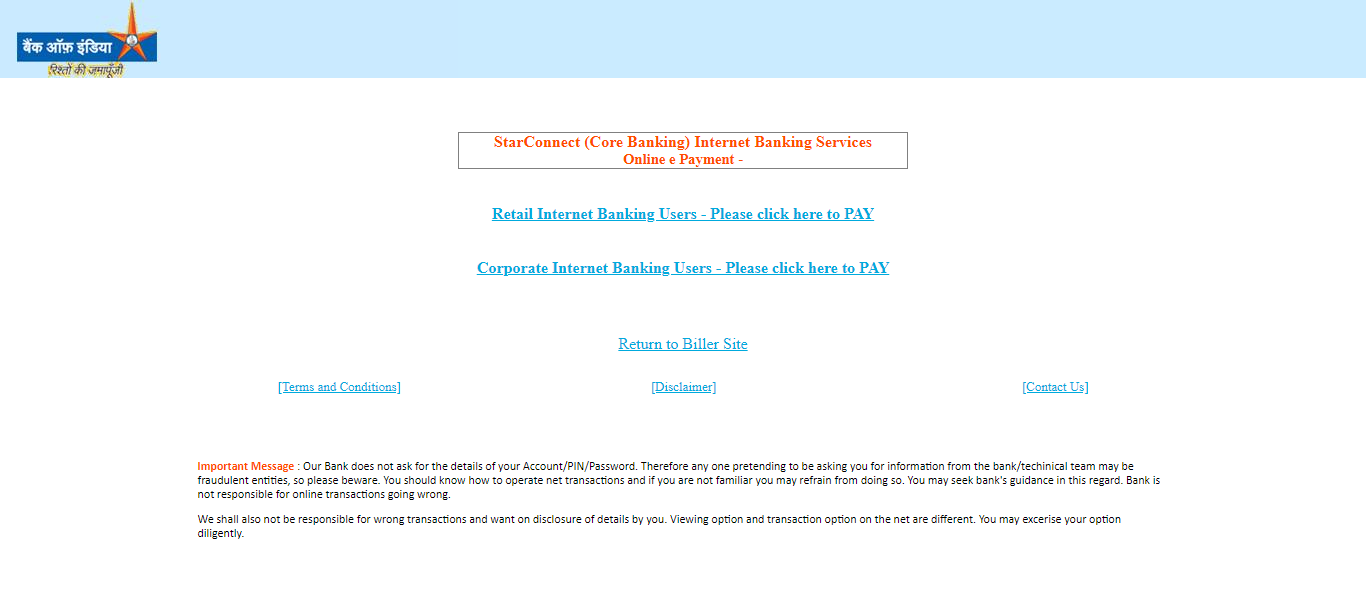 बैंक ऑफ़ इंडिया
रिश्तों की जमापूँजी
StarConnect (Core Banking) Internet Banking Services
Online e Payment -
Retail Internet Banking Users - Please click here to PAY
Corporate Internet Banking Users - Please click here to PAY
Return to Biller Site
[Terms and Conditions] [Disclaimer] [Contact Us]
Important Message : Our Bank does not ask for the details of your Account/PIN/Password. Therefore any one pretending to be asking you for information from the bank/techinical team may be
fraudulent entities, so please beware. You should know how to operate net transactions and if you are not familiar you may refrain from doing so. You may seek bank's guidance in this regard. Bank is
not responsible for online transactions going wrong.
We shall also not be responsible for wrong transactions and want on disclosure of details by you. Viewing option and transaction option on the net are different. You may excerise your option
diligently.